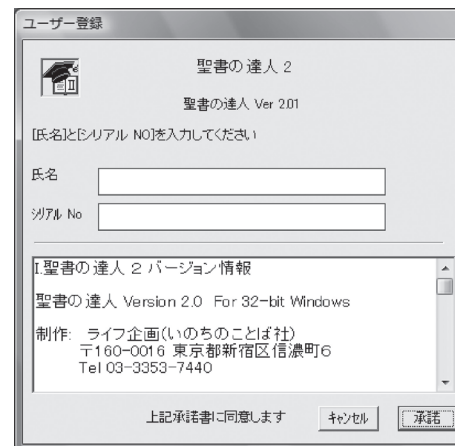 ユーザー登録
聖書の達人 2
聖書の達人 Ver 2.01
[氏名]と[シリアル NO]を入力してください
氏名
シリアル No
I.聖書の達人 2 バージョン情報
聖書の達人 Version 2.0 For 32-bit Windows
制作: ライフ企画(いのちのことば社)
〒160-0016 東京都新宿区信濃町6
Tel 03-3353-7440
上記承諾書に同意します
キャンセル
承諾